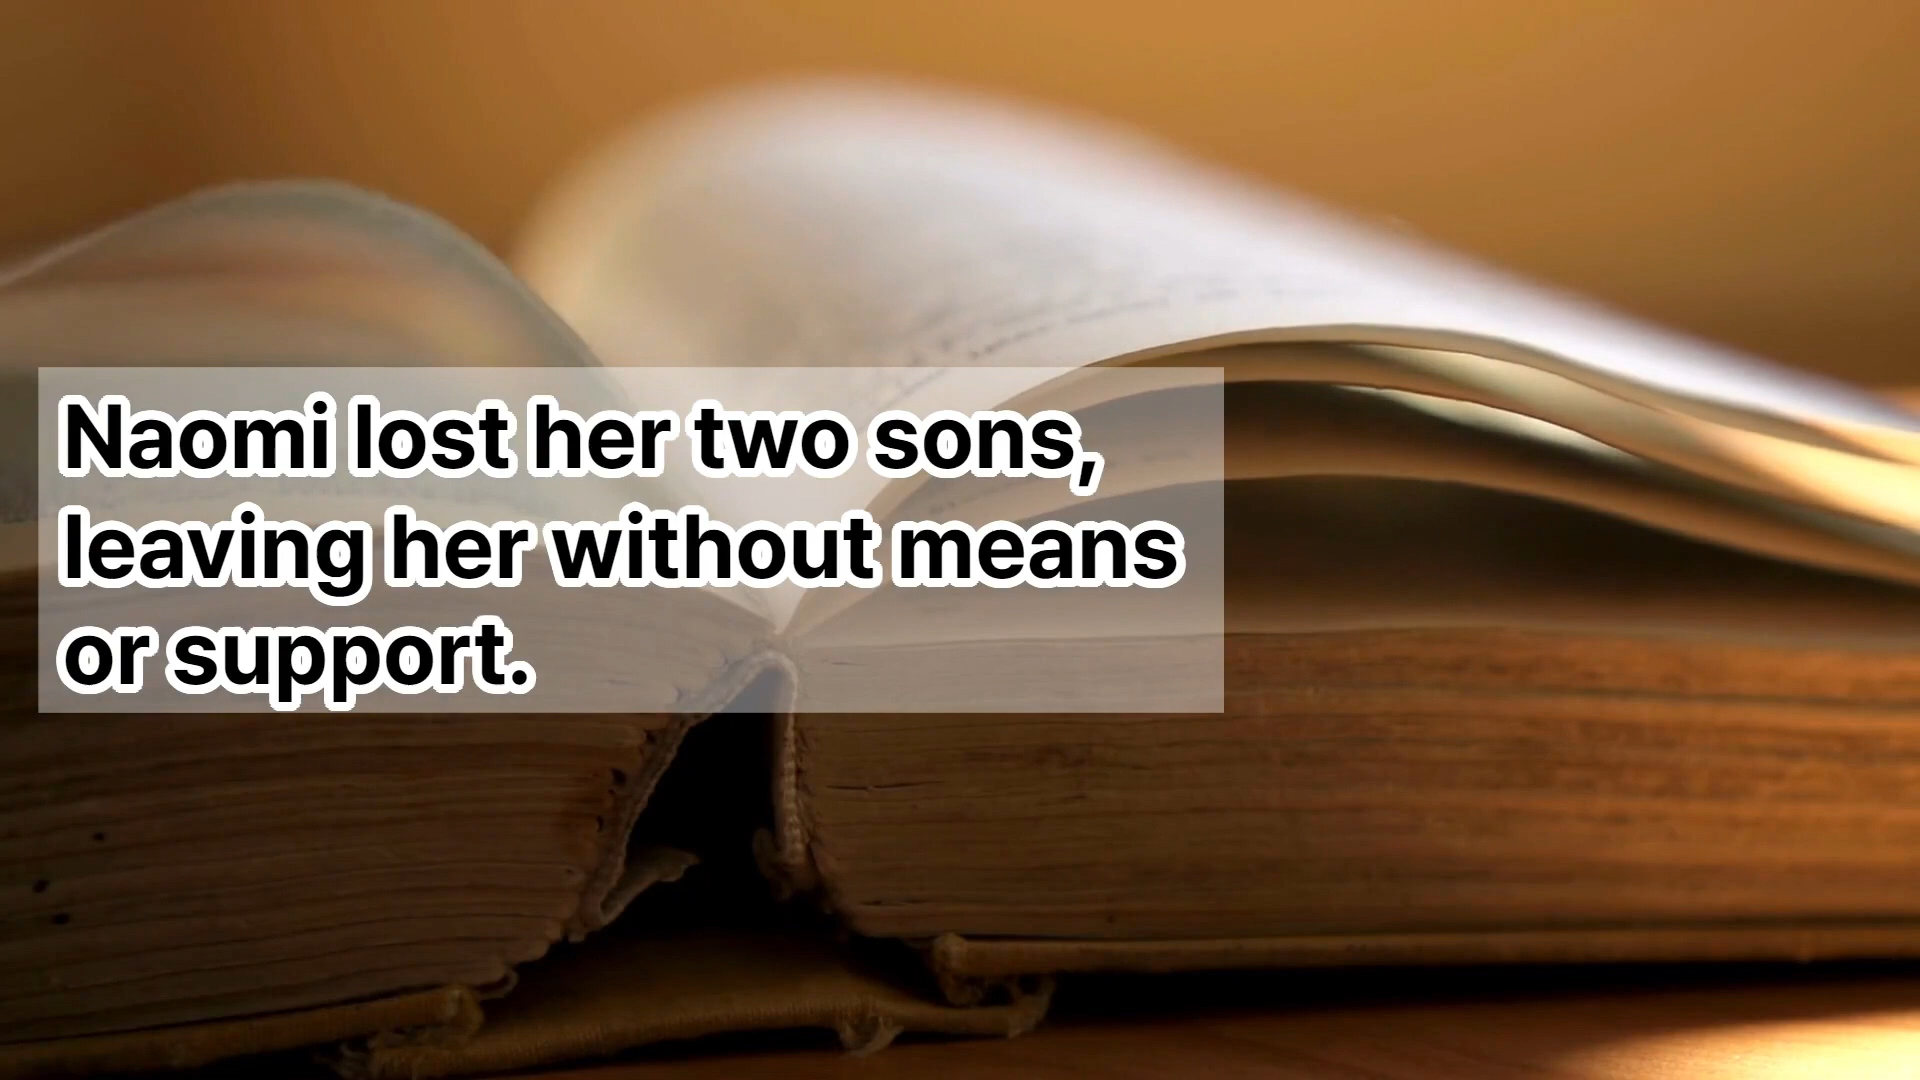 Naomi lost her two sons,
leaving her without means
or support.